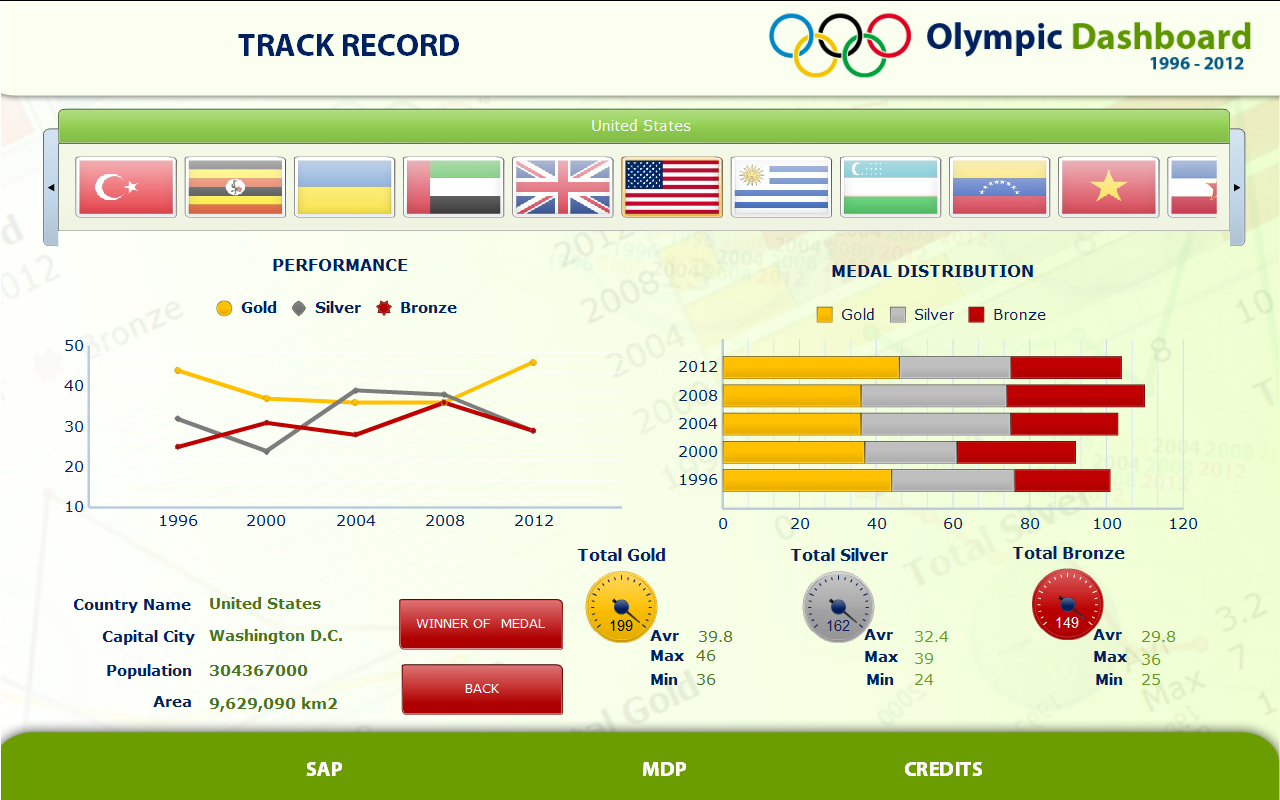 TRACK RECORD
Olympic Dashboard
1996 - 2012
United States
PERFORMANCE
Gold Silver Bronze
50
40
30
20
10
1996 2000 2004 2008 2012
MEDAL DISTRIBUTION
Gold Silver Bronze
2012
2008
2004
2000
1996
0 20 40 60 80 100 120
Country Name United States
Capital City Washington D.C.
Population 304367000
Area 9,629,090 km2
WINNER OF MEDAL
BACK
Total Gold
199
Avr 39.8
Max 46
Min 36
Total Silver
162
Avr 32.4
Max 39
Min 24
Total Bronze
149
Avr 29.8
Max 36
Min 25
SAP MDP CREDITS